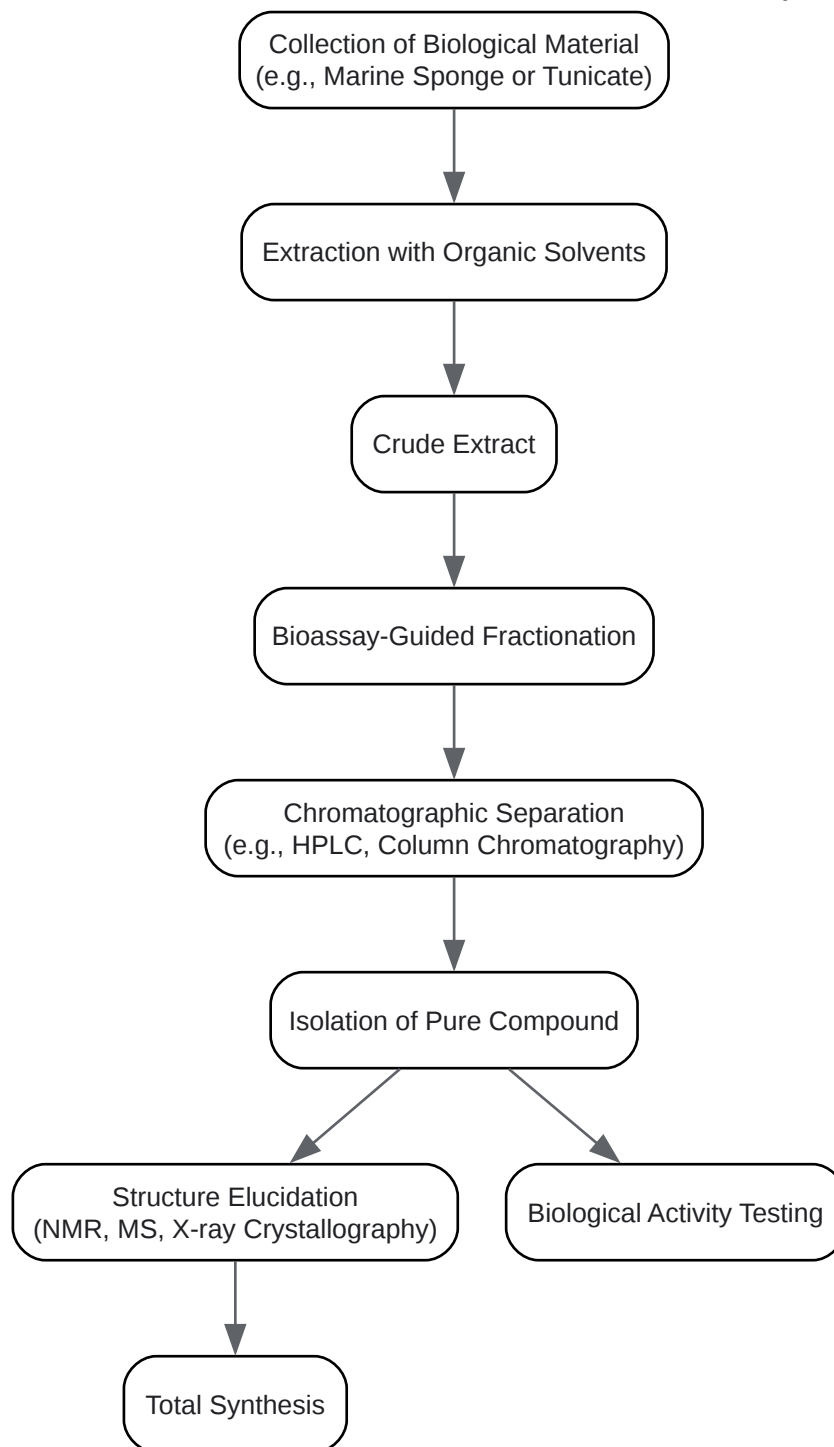 Collection of Biological Material
(e.g., Marine Sponge or Tunicate)
Extraction with Organic Solvents
Crude Extract
Bioassay-Guided Fractionation
Chromatographic Separation
(e.g., HPLC, Column Chromatography)
Isolation of Pure Compound
Structure Elucidation
(NMR, MS, X-ray Crystallography)
Biological Activity Testing
Total Synthesis